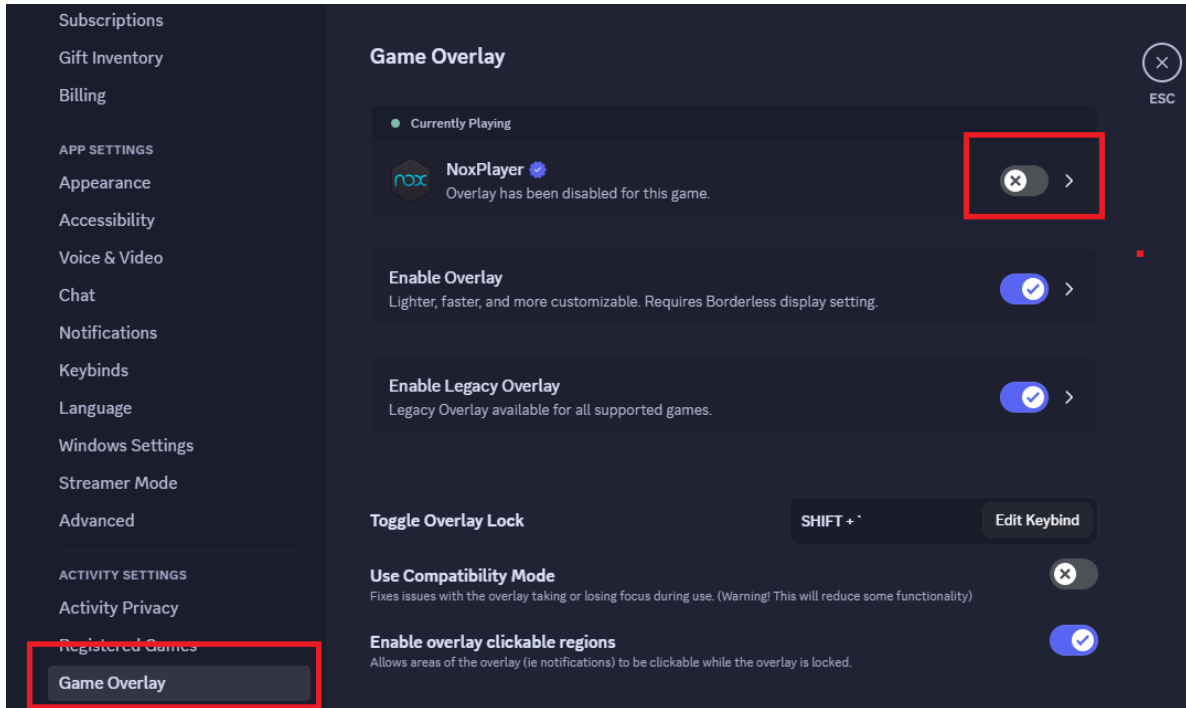 Subscriptions
Gift Inventory
Billing
APP SETTINGS
Appearance
Accessibility
Voice & Video
Chat
Notifications
Keybinds
Language
Windows Settings
Streamer Mode
Advanced
ACTIVITY SETTINGS
Activity Privacy
Registered Games
Game Overlay
Game Overlay
ESC
Currently Playing
nox
NoxPlayer
Overlay has been disabled for this game.
Enable Overlay
Lighter, faster, and more customizable. Requires Borderless display setting.
Enable Legacy Overlay
Legacy Overlay available for all supported games.
Toggle Overlay Lock
SHIFT + `
Edit Keybind
Use Compatibility Mode
Fixes issues with the overlay taking or losing focus during use. (Warning! This will reduce some functionality)
Enable overlay clickable regions
Allows areas of the overlay (ie notifications) to be clickable while the overlay is locked.